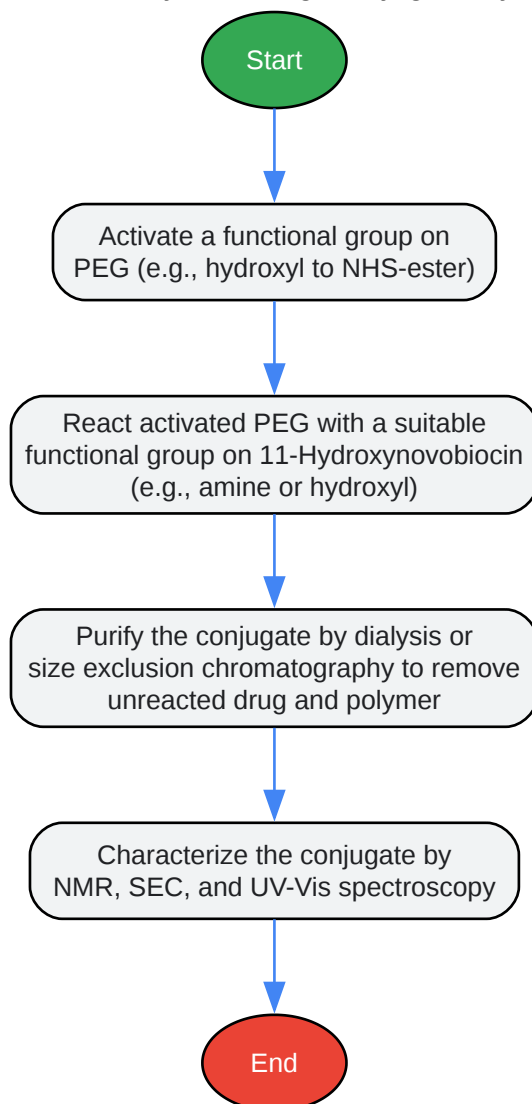 Start
Activate a functional group on
PEG (e.g., hydroxyl to NHS-ester)
React activated PEG with a suitable
functional group on 11-Hydroxynovobiocin
(e.g., amine or hydroxyl)
Purify the conjugate by dialysis or
size exclusion chromatography to remove
unreacted drug and polymer
Characterize the conjugate by
NMR, SEC, and UV-Vis spectroscopy
End